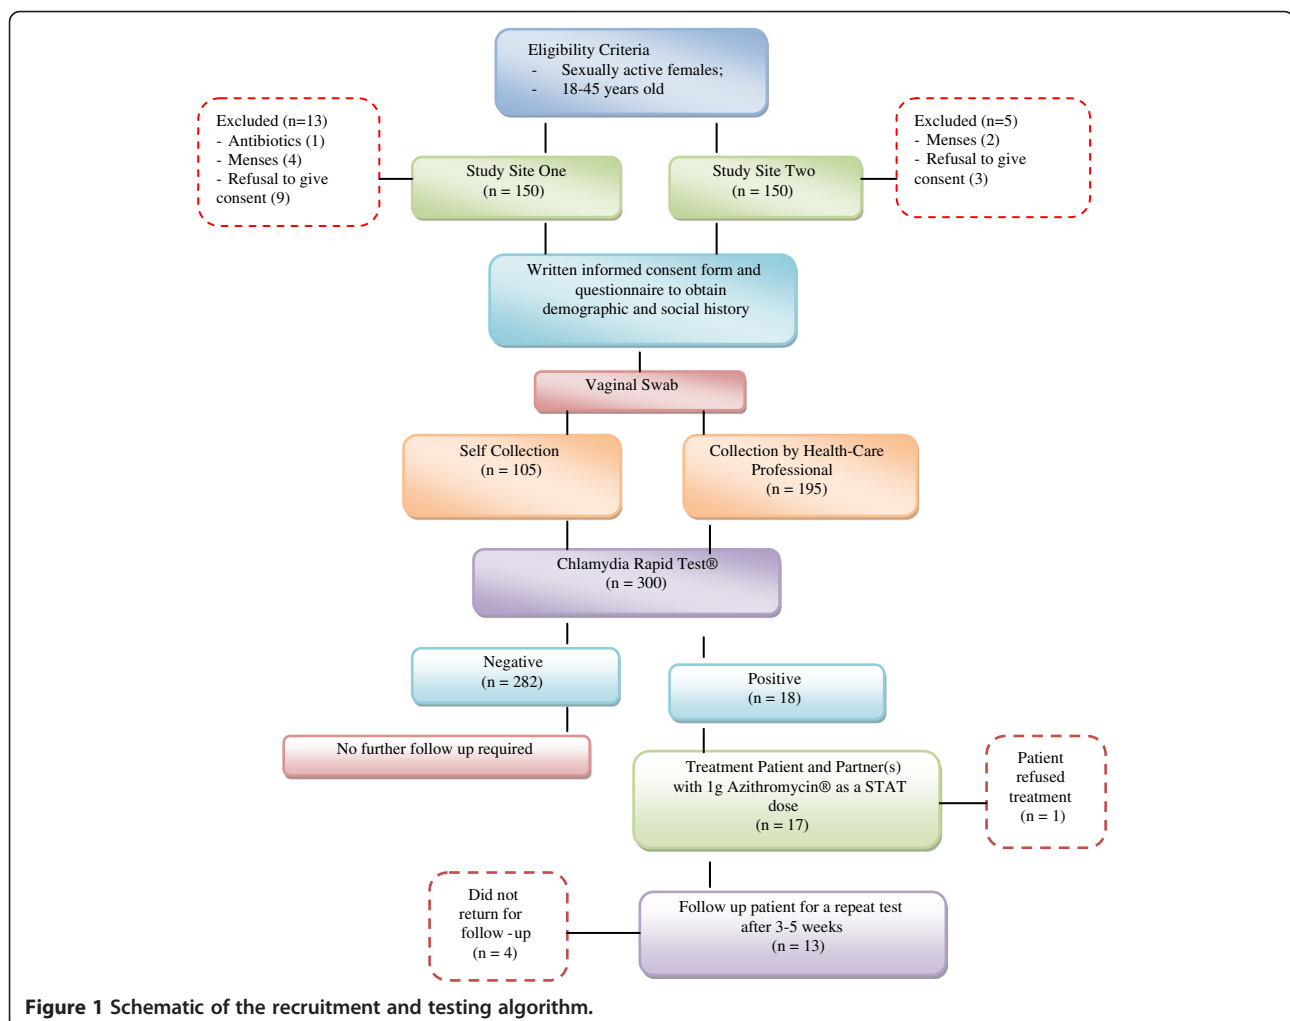 Eligibility Criteria
- Sexually active females;
- 18-45 years old
Excluded (n=13)
- Antibiotics (1)
- Menses (4)
- Refusal to give
consent (9)
Excluded (n=5)
- Menses (2)
- Refusal to give
consent (3)
Study Site One
(n = 150)
Study Site Two
(n = 150)
Written informed consent form and
questionnaire to obtain
demographic and social history
Vaginal Swab
Self Collection
(n = 105)
Collection by Health-Care
Professional
(n = 195)
Chlamydia Rapid Test®
(n = 300)
Negative
(n = 282)
Positive
(n = 18)
No further follow up required
Treatment Patient and Partner(s)
with 1g Azithromycin® as a STAT
dose
(n = 17)
Patient
refused
treatment
(n = 1)
Did not
return for
follow -up
(n = 4)
Follow up patient for a repeat test
after 3-5 weeks
(n = 13)
Figure 1 Schematic of the recruitment and testing algorithm.